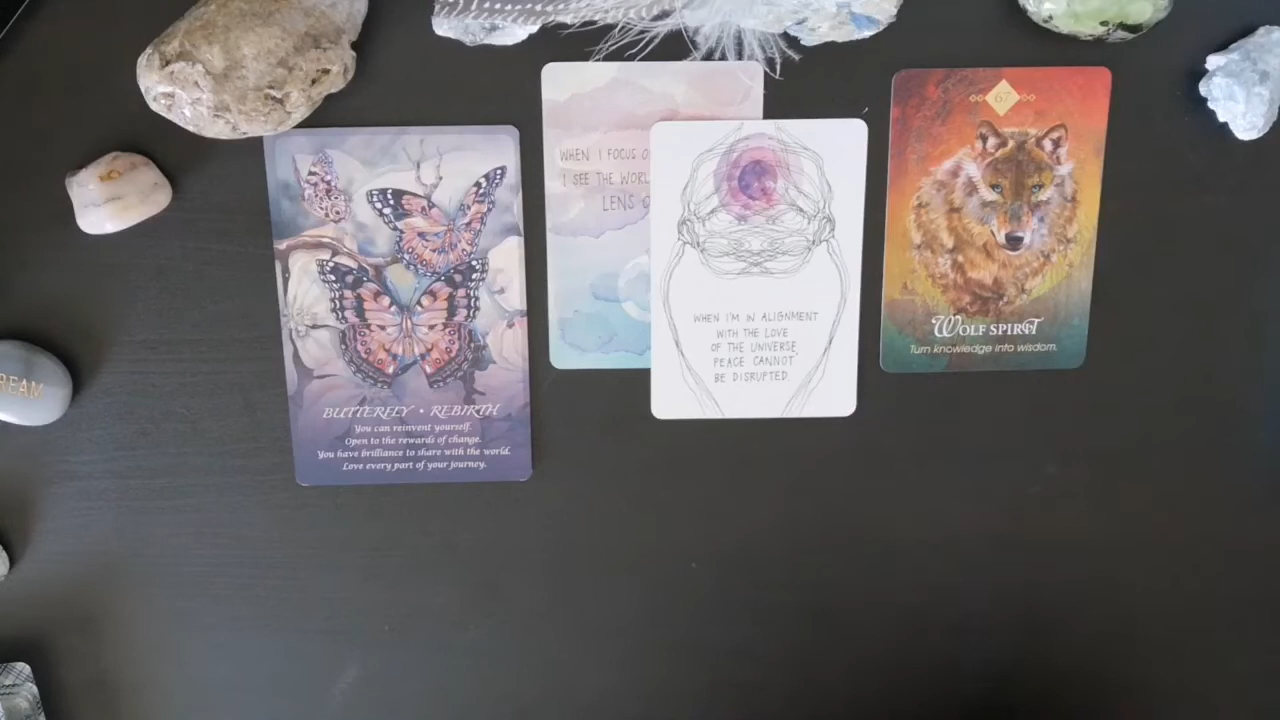 REAM
BUTTERFLY • REBIRTH
You can reinvent yourself.
Open to the rewards of change.
You have brilliance to share with the world.
Love every part of your journey.
WHEN I FOCUS
I SEE THE
LENS
WHEN I'M IN ALIGNMENT
WITH THE LOVE
OF THE UNIVERSE,
PEACE CANNOT
BE DISRUPTED.
67
WOLF SPIRIT
Turn knowledge into wisdom.